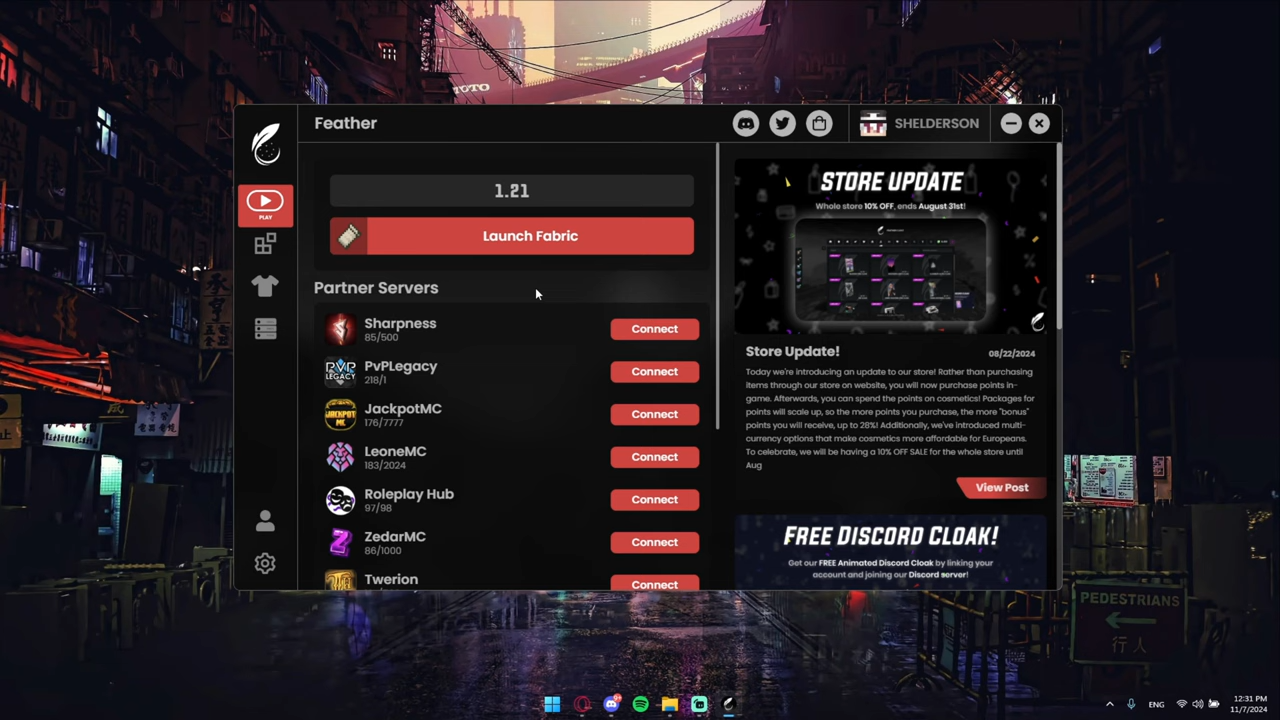 TOTO
Feather
SHELDERSON
PLAY
1.21
Launch Fabric
Partner Servers
Sharpness
85/500
Connect
PvPLegacy
218/1
Connect
JackpotMC
176/7777
Connect
LeoneMC
183/2024
Connect
Roleplay Hub
97/98
Connect
ZedarMC
86/1000
Connect
Twerion
Connect
STORE UPDATE
Whole store 10% OFF, ends August 31st!
Store Update!
08/22/2024
Today we're introducing an update to our store! Rather than purchasing
items through our store on website, you will now purchase points in-
game. Afterwards, you can spend the points on cosmetics! Packages for
points will scale up, so the more points you purchase, the more "bonus"
points you will receive, up to 28%! Additionally, we've introduced multi-
currency options that make cosmetics more affordable for Europeans.
To celebrate, we will be having a 10% OFF SALE for the whole store until
Aug
View Post
FREE DISCORD CLOAK!
Get our FREE Animated Discord Cloak by linking your
account and joining our Discord server!
PEDESTRIANS
行人
ENG
12:31 PM
11/7/2024